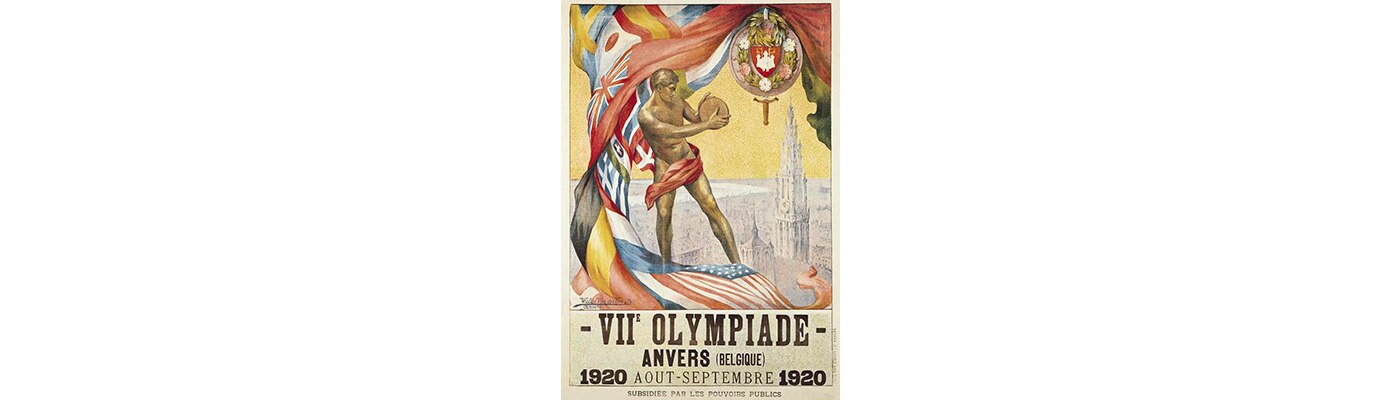 - VIIE OLYMPIADE -
ANVERS (BELGIQUE)
1920 AOUT-SEPTEMBRE 1920
SUBSIDIÉE PAR LES POUVOIRS PUBLICS